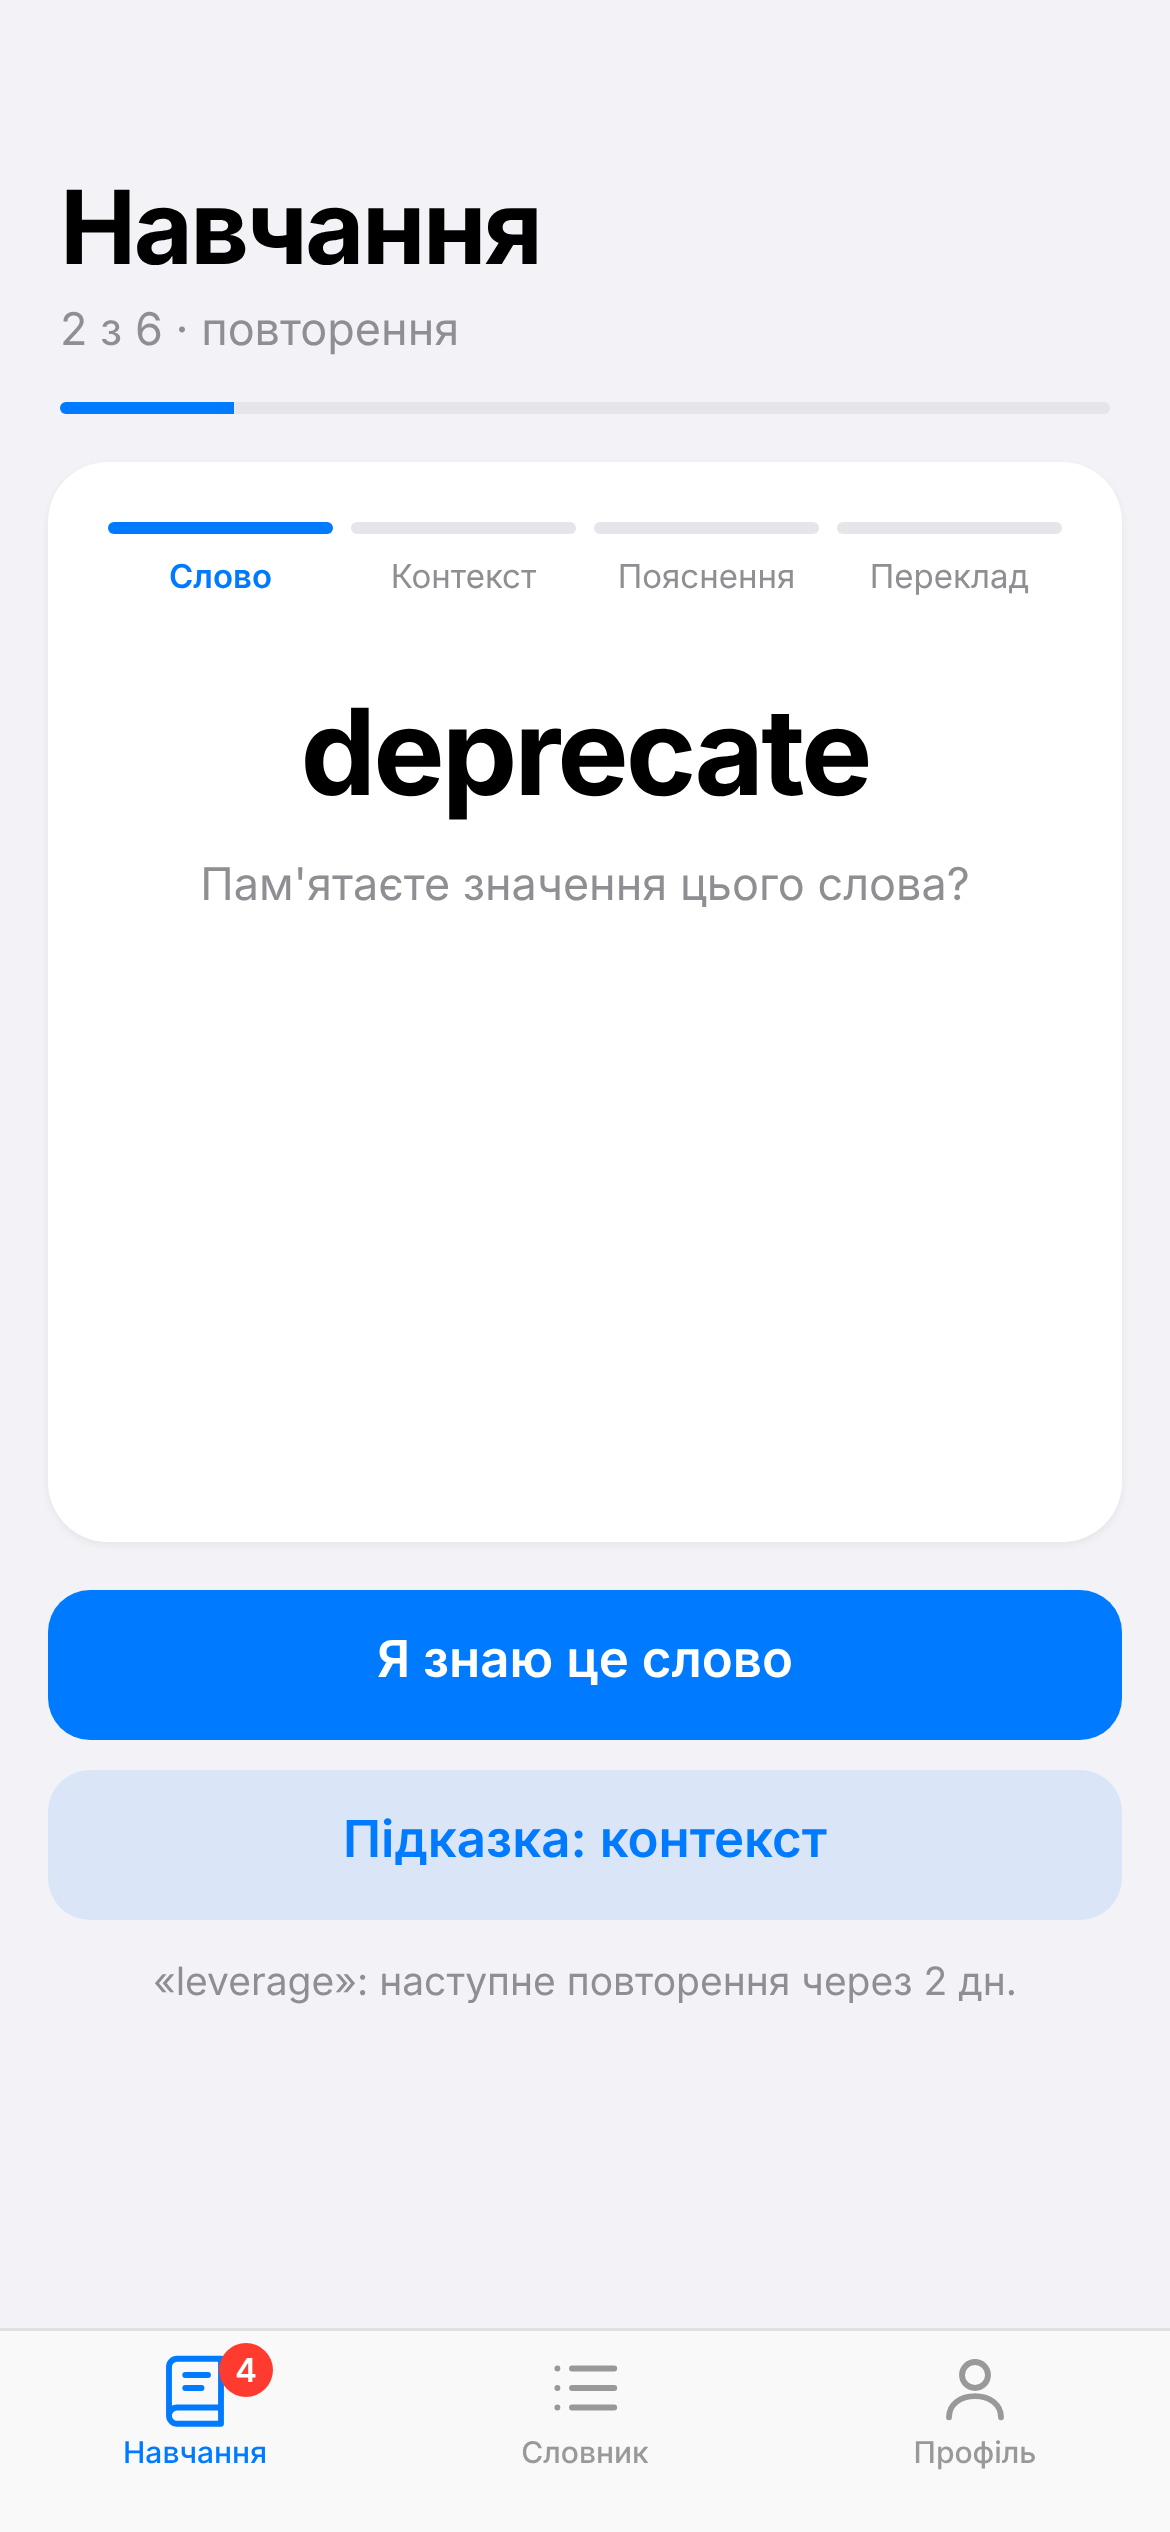 Навчання
2 з 6 · повторення
Слово
Контекст
Пояснення
Переклад
deprecate
Пам'ятаєте значення цього слова?
Я знаю це слово
Підказка: контекст
«leverage»: наступне повторення через 2 дн.
4
Навчання
Словник
Профіль